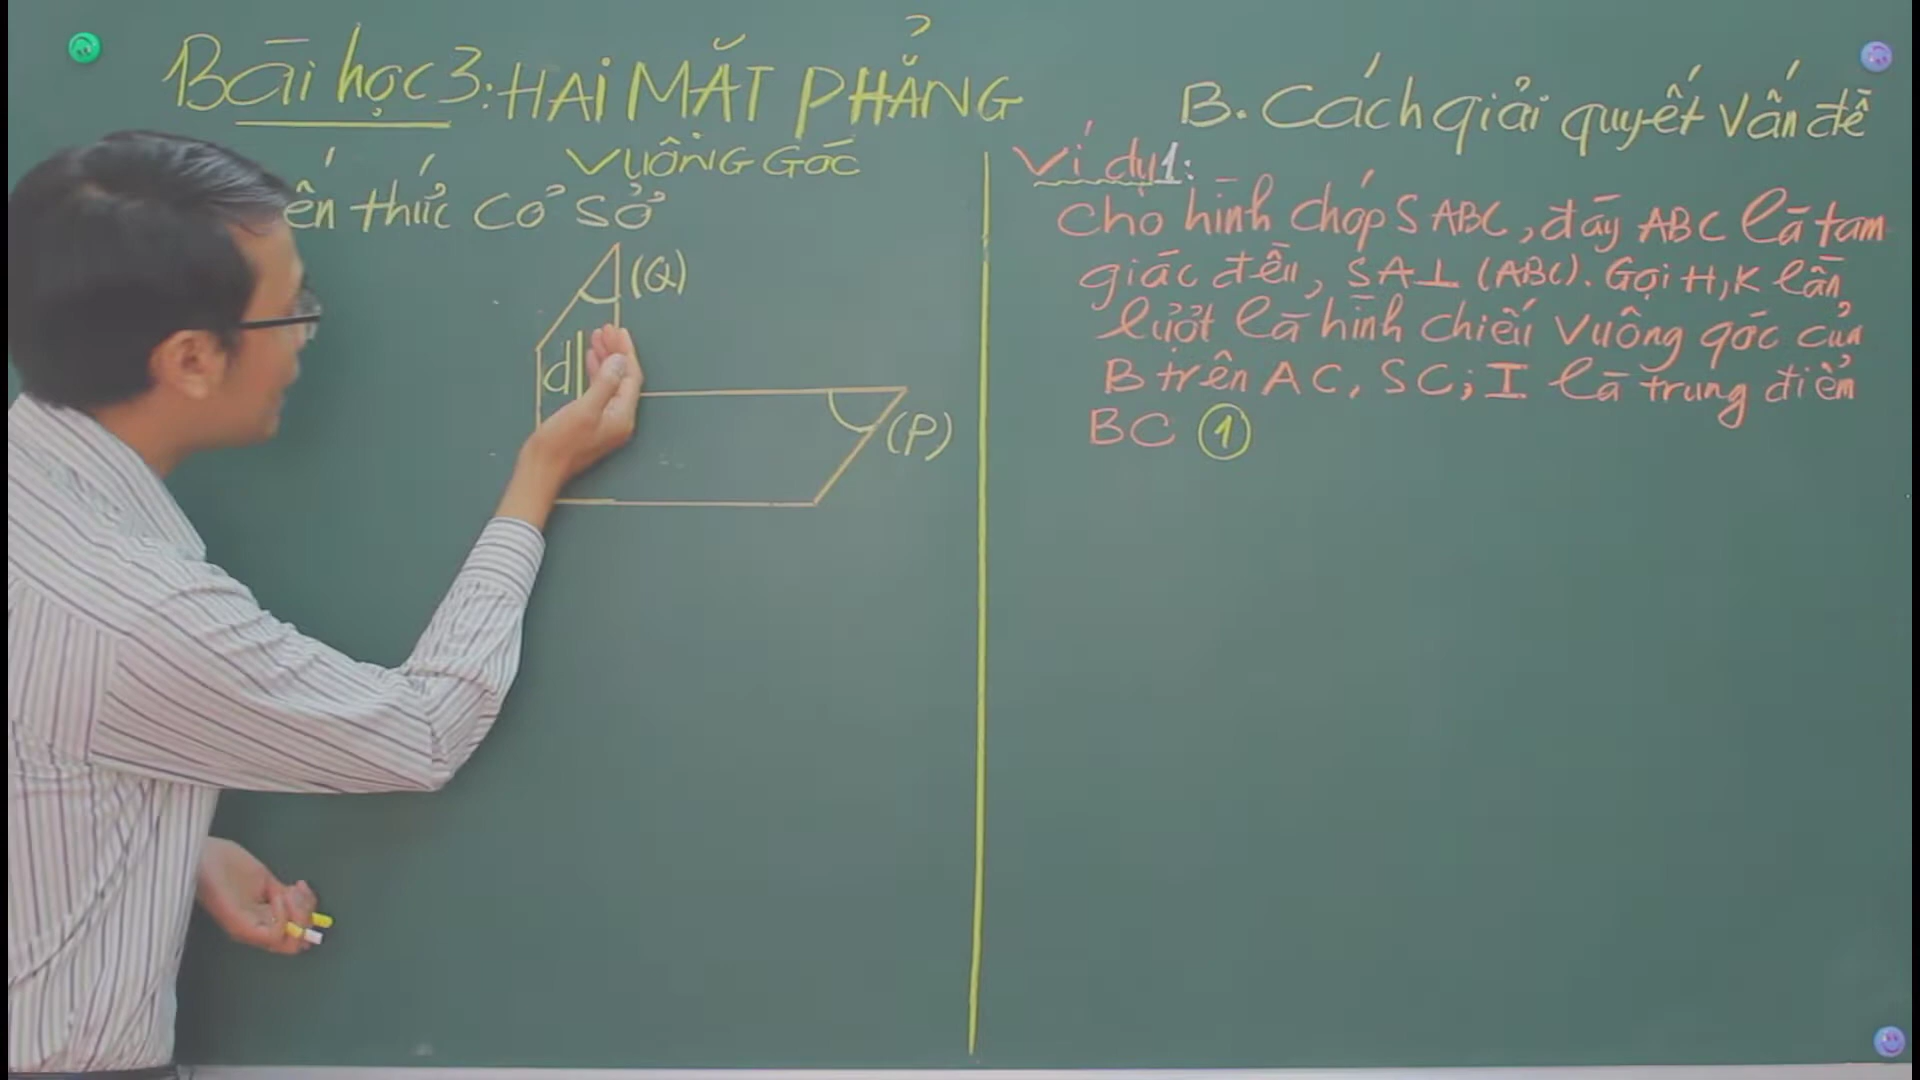 Bài học 3: HAI MẶT PHẲNG
VUÔNG GÓC
thức cơ sở
(Q)
d
(P)
B. Cách giải quyết vấn đề
Ví dụ 1:
Cho hình chóp S ABC, đáy ABC là tam
giác đều, SA⊥(ABC). Gọi H, K lần
lượt là hình chiếu vuông góc của
B trên AC, SC; I là trung điểm
BC ①